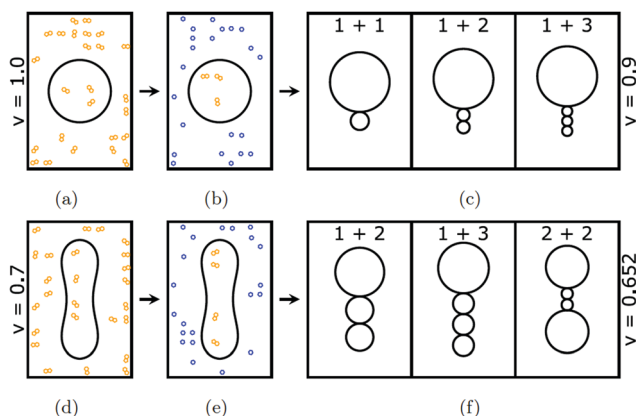 v = 1.0
1 + 1
1 + 2
1 + 3
v = 0.9
(a)
(b)
(c)
v = 0.7
1 + 2
1 + 3
2 + 2
v = 0.652
(d)
(e)
(f)